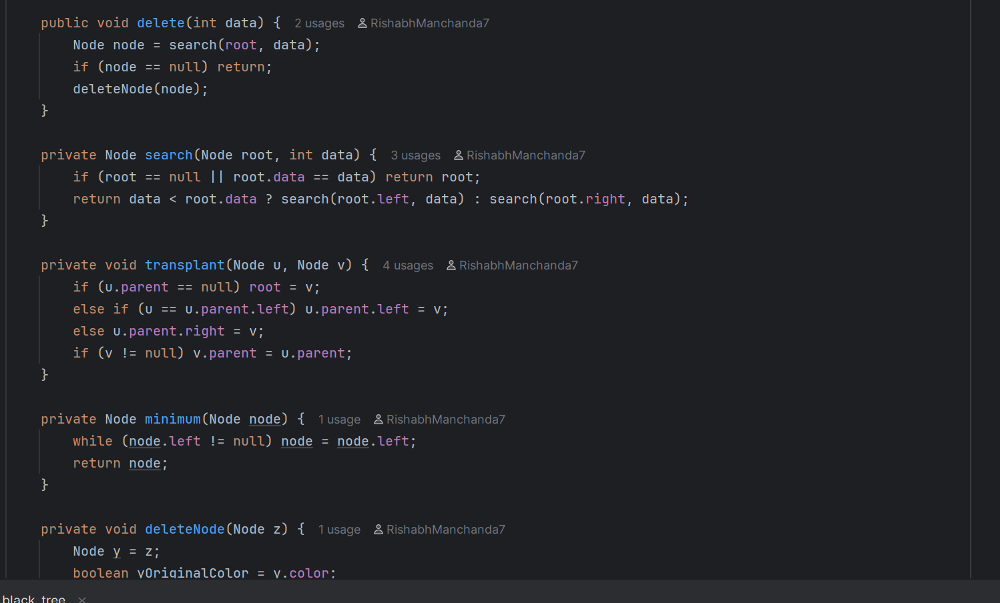 public void delete(int data) { 2 usages RishabhManchanda7
Node node = search(root, data);
if (node == null) return;
deleteNode(node);
}
private Node search(Node root, int data) { 3 usages RishabhManchanda7
if (root == null || root.data == data) return root;
return data < root.data ? search(root.left, data) : search(root.right, data);
}
private void transplant(Node u, Node v) { 4 usages RishabhManchanda7
if (u.parent == null) root = v;
else if (u == u.parent.left) u.parent.left = v;
else u.parent.right = v;
if (v != null) v.parent = u.parent;
}
private Node minimum(Node node) { 1 usage RishabhManchanda7
while (node.left != null) node = node.left;
return node;
}
private void deleteNode(Node z) { 1 usage RishabhManchanda7
Node y = z;
boolean yOriginalColor = y.color;
black_tree ×